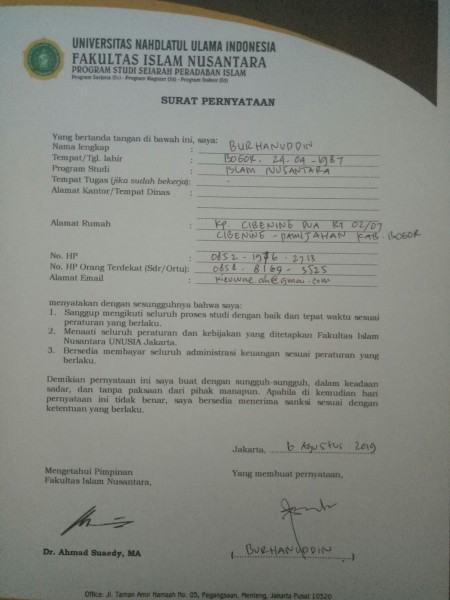 UNIVERSITAS NAHDLATUL ULAMA INDONESIA
FAKULTAS ISLAM NUSANTARA
PROGRAM STUDI SEJARAH PERADABAN ISLAM
Program Sarjana (S1) - Program Magister (S2) - Program Doktor (S3)
SURAT PERNYATAAN
Yang bertanda tangan di bawah ini, saya:
Nama lengkap : BURHANUDDIN
Tempat/Tgl. lahir : BOGOR. 24-04-1987
Program Studi : ISLAM NUSANTARA
Tempat Tugas (jika sudah bekerja): -
Alamat Kantor/Tempat Dinas :
Alamat Rumah : KP. CIBENING DUA RT 02/07
CIBENING - PAMIJAHAN KAB. BOGOR
No. HP : 0852 - 1976 - 2713
No. HP Orang Terdekat (Sdr/Ortu): 0858 - 8169 - 3525
Alamat Email :
menyatakan dengan sesungguhnya bahwa saya:
1. Sanggup mengikuti seluruh proses studi dengan baik dan tepat waktu sesuai
peraturan yang berlaku.
2. Menaati seluruh peraturan dan kebijakan yang ditetapkan Fakultas Islam
Nusantara UNUSIA Jakarta.
3. Bersedia membayar seluruh administrasi keuangan sesuai peraturan yang
berlaku.
Demikian pernyataan ini saya buat dengan sungguh-sungguh, dalam keadaan
sadar, dan tanpa paksaan dari pihak manapun. Apabila di kemudian hari
pernyataan ini tidak benar, saya bersedia menerima sanksi sesuai dengan
ketentuan yang berlaku.
Jakarta, 6 Agustus 2019
Mengetahui Pimpinan
Fakultas Islam Nusantara,
Yang membuat pernyataan,
Dr. Ahmad Suaedy, MA
( BURHANUDDIN )
Office: Jl. Taman Amir Hamzah No. 05, Pegangsaan, Menteng, Jakarta Pusat 10320